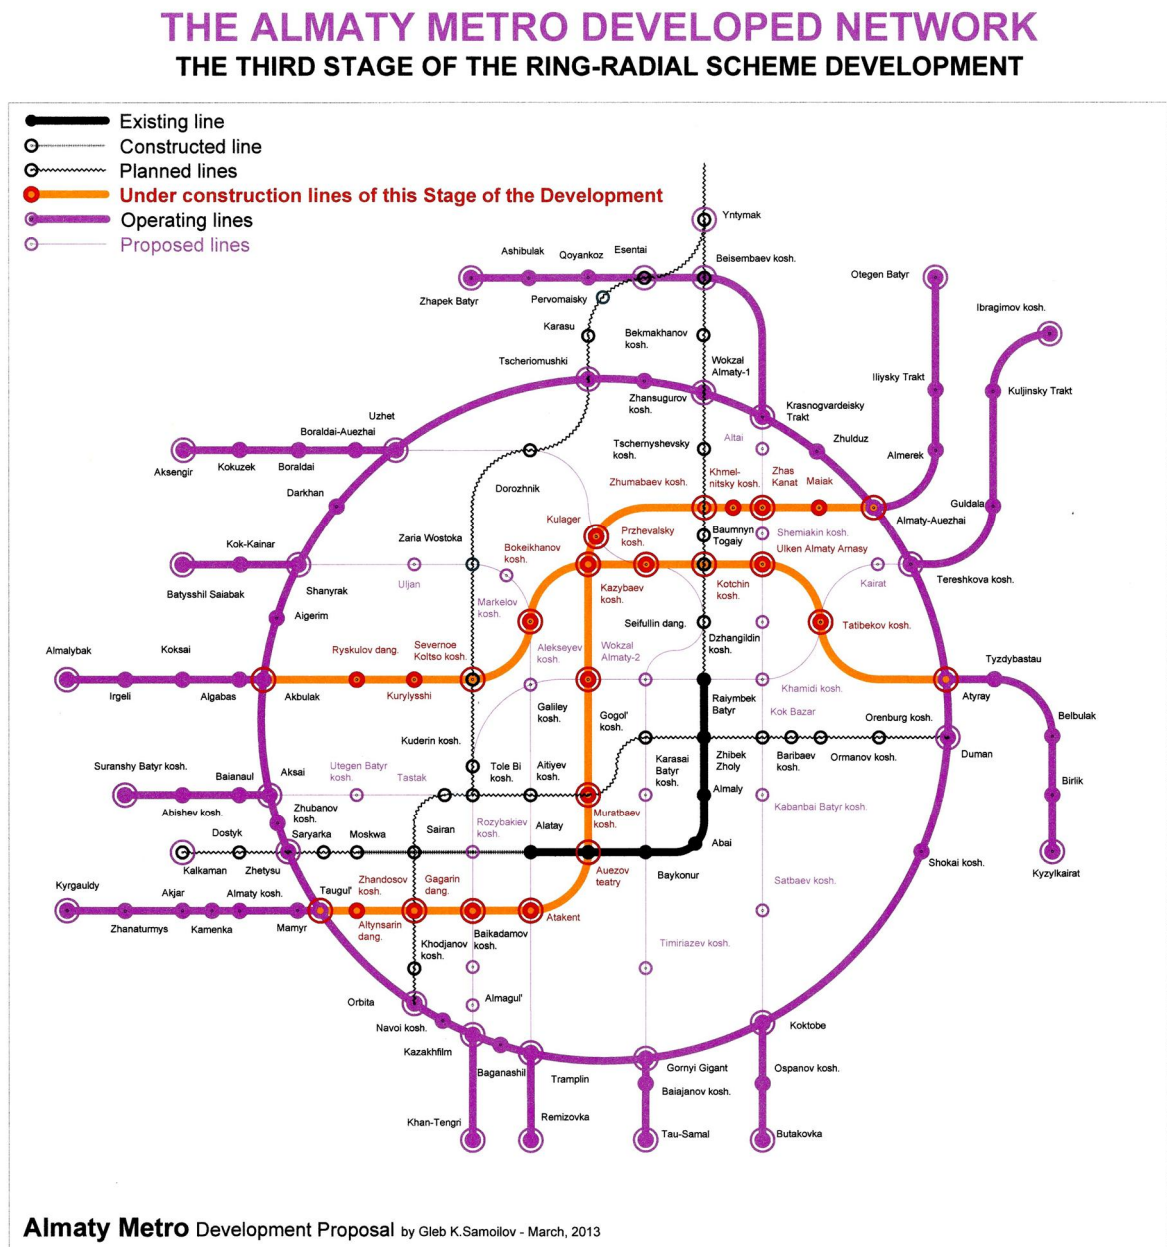 THE ALMATY METRO DEVELOPED NETWORK
THE THIRD STAGE OF THE RING-RADIAL SCHEME DEVELOPMENT
Existing line
Constructed line
Planned lines
Under construction lines of this Stage of the Development
Operating lines
Proposed lines
Yntymak
Ashibulak
Qoyankoz
Esentai
Beisembaev kosh.
Otegen Batyr
Zhapek Batyr
Pervomaisky
Ibragimov kosh.
Karasu
Bekmakhanov
kosh.
Tscheriomushki
Wokzal
Almaty-1
Iliysky Trakt
Kuljinsky Trakt
Zhansugurov
kosh.
Krasnogvardeisky
Trakt
Uzhet
Boraldai-Auezhai
Aksengir
Kokuzek
Boraldai
Tschernyshevsky
kosh.
Altai
Zhulduz
Almerek
Darkhan
Dorozhnik
Zhumabaev kosh.
Khmel-
nitsky kosh.
Zhas
Kanat
Maiak
Guldala
Almaty-Auezhai
Kulager
Przhevalsky
kosh.
Baumnyn
Togaiy
Shemiakin kosh.
Zaria Wostoka
Bokeikhanov
kosh.
Ulken Almaty Arnasy
Kok-Kainar
Batysshil Saiabak
Shanyrak
Uljan
Kazybaev
kosh.
Kotchin
kosh.
Kairat
Tereshkova kosh.
Markelov
kosh.
Aigerim
Seifullin dang.
Dzhangildin
kosh.
Tatibekov kosh.
Almalybak
Koksai
Ryskulov dang.
Severnoe
Koltso kosh.
Alekseyev
kosh.
Wokzal
Almaty-2
Tyzdybastau
Irgeli
Algabas
Akbulak
Kurylysshi
Khamidi kosh.
Atyray
Galiley
kosh.
Gogol'
kosh.
Raiymbek
Batyr
Kok Bazar
Orenburg kosh.
Belbulak
Kuderin kosh.
Suranshy Batyr kosh.
Baianaul
Aksai
Utegen Batyr
kosh.
Tastak
Tole Bi
kosh.
Aitiyev
kosh.
Karasai
Batyr
kosh.
Zhibek
Zholy
Baribaev
kosh.
Ormanov kosh.
Duman
Birlik
Abishev kosh.
Zhubanov
kosh.
Almaly
Kabanbai Batyr kosh.
Muratbaev
kosh.
Dostyk
Saryarka
Moskwa
Sairan
Rozybakiev
kosh.
Alatay
Abai
Kalkaman
Zhetysu
Auezov
teatry
Baykonur
Shokai kosh.
Kyzylkairat
Kyrgauldy
Akjar
Almaty kosh.
Taugul'
Zhandosov
kosh.
Gagarin
dang.
Satbaev kosh.
Zhanaturmys
Kamenka
Mamyr
Altynsarin
dang.
Baikadamov
kosh.
Atakent
Khodjanov
kosh.
Timiriazev kosh.
Orbita
Almagul'
Navoi kosh.
Koktobe
Kazakhfilm
Baganashil
Tramplin
Gornyi Gigant
Ospanov kosh.
Baiajanov kosh.
Khan-Tengri
Remizovka
Tau-Samal
Butakovka
Almaty Metro Development Proposal by Gleb K.Samoilov - March, 2013